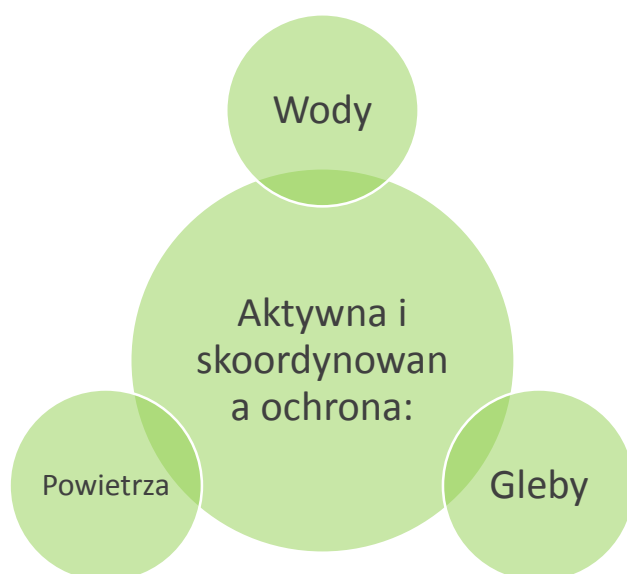 Wody
Aktywna i
skoordynowan
a ochrona:
Powietrza
Gleby